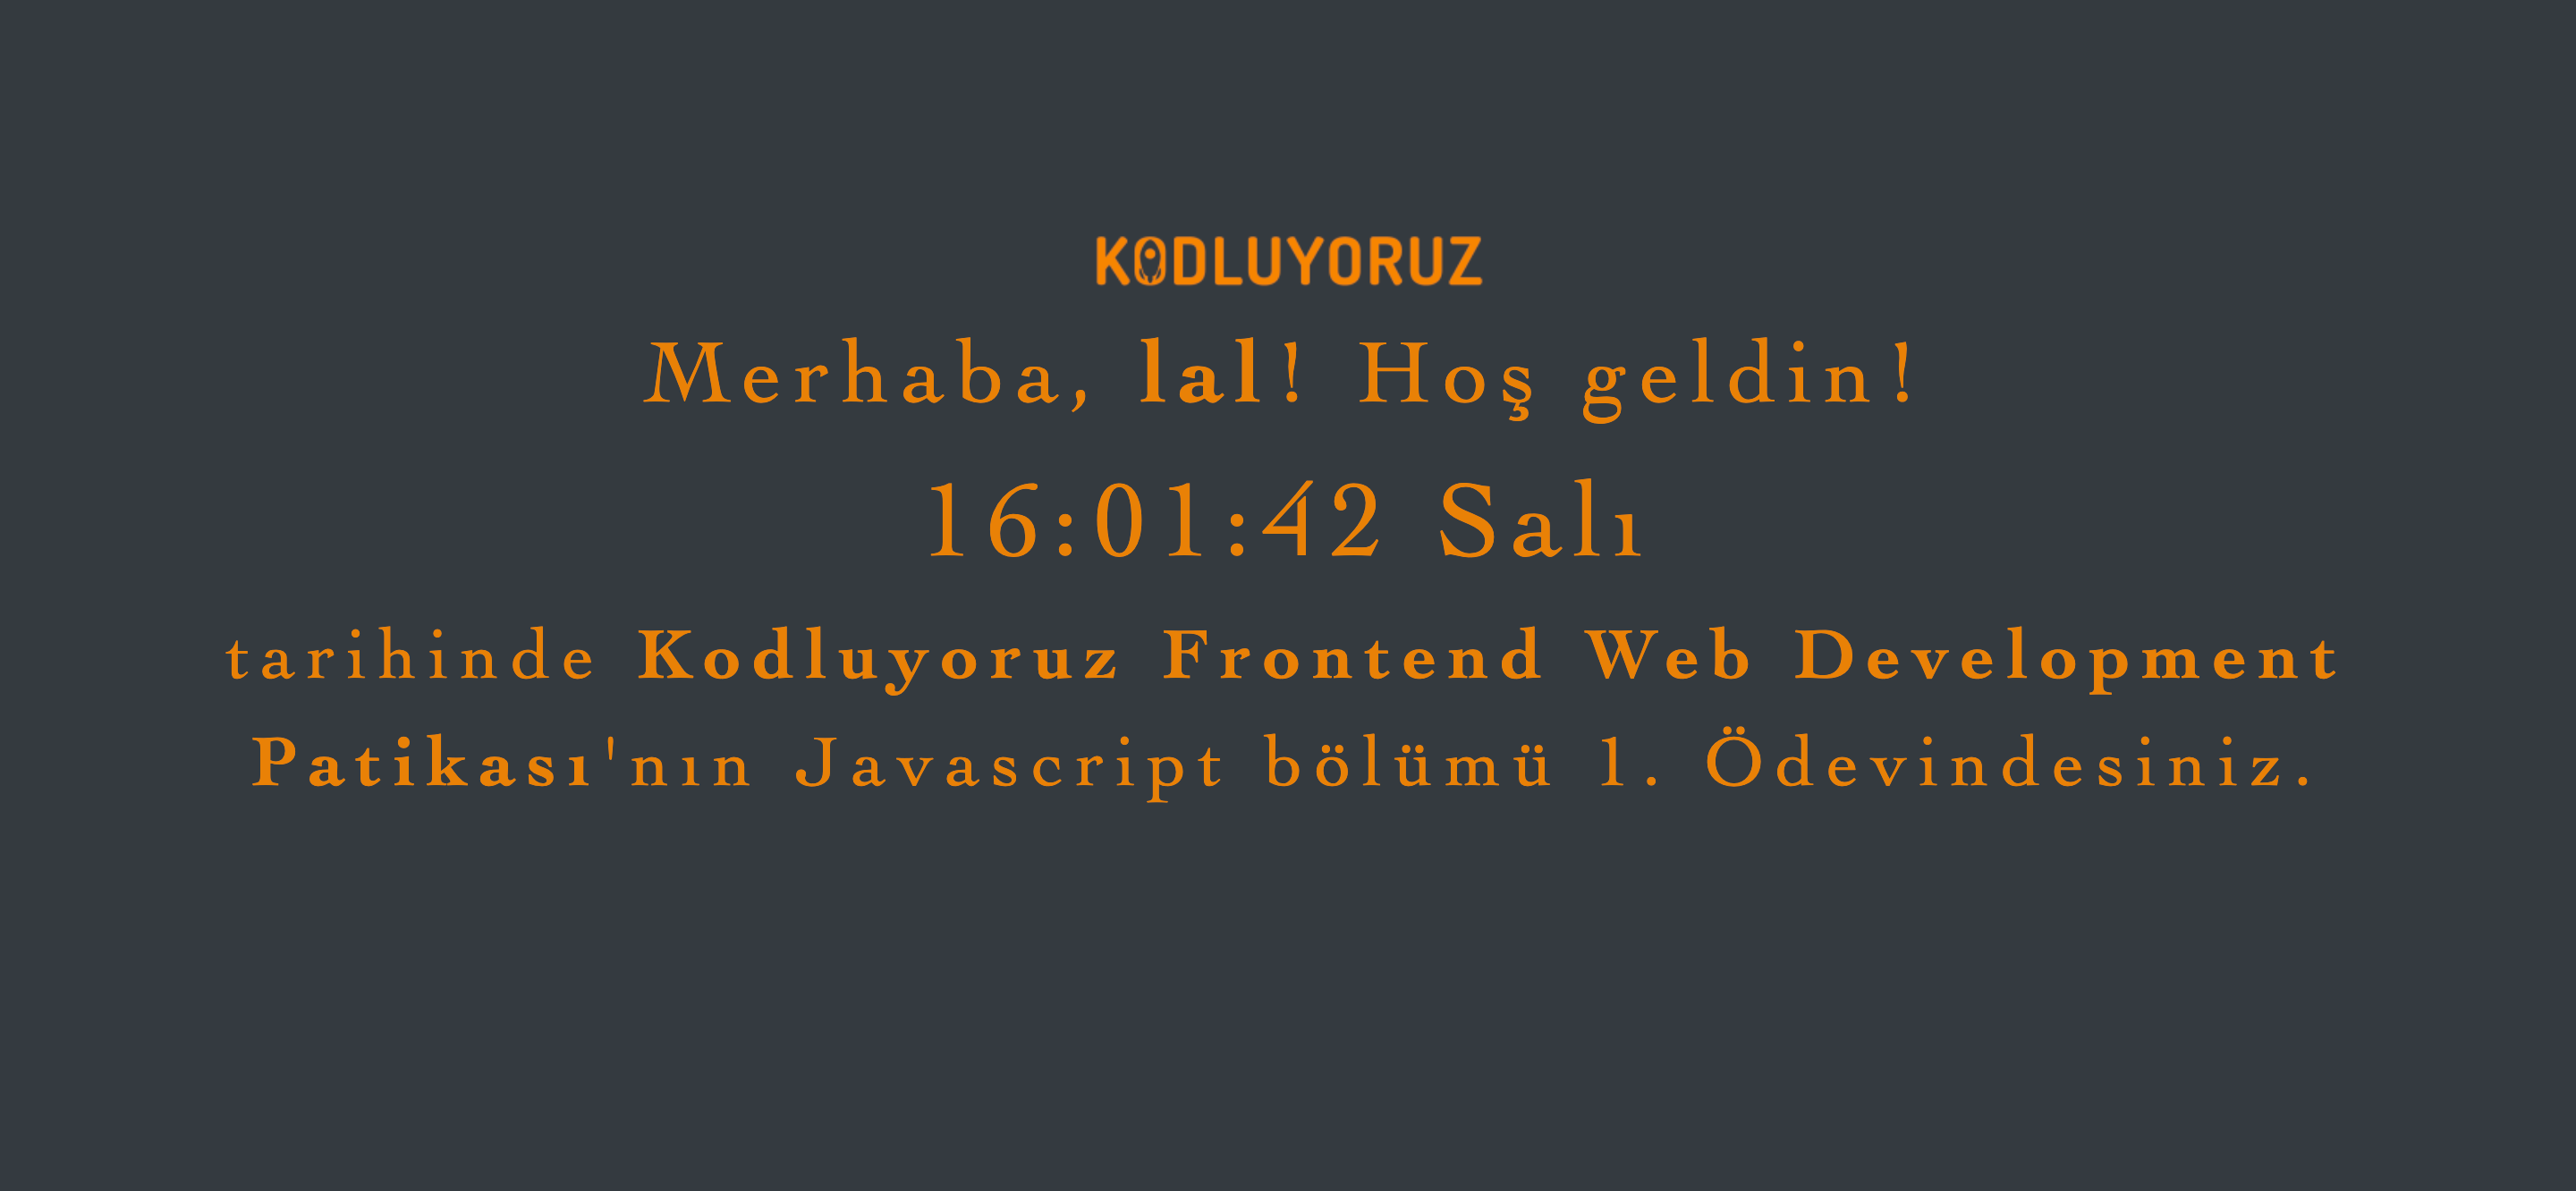 KODLUYORUZ
Merhaba, lal! Hoş geldin!
16:01:42 Salı
tarihinde Kodluyoruz Frontend Web Development
Patikası'nın Javascript bölümü 1. Ödevindesiniz.